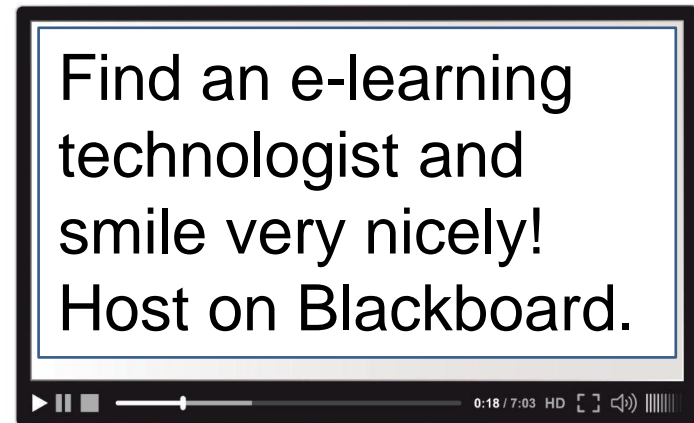 Find an e-learning
technologist and
smile very nicely!
Host on Blackboard.
0:18 / 7:03 HD